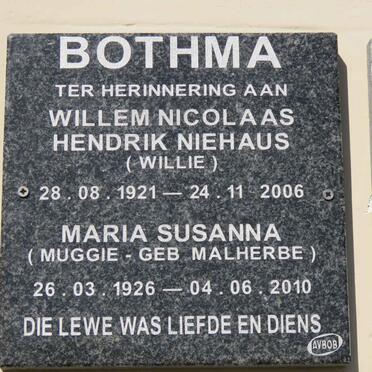 BOTHMA
TER HERINNERING AAN
WILLEM NICOLAAS
HENDRIK NIEHAUS
( WILLIE )
28 . 08 . 1921 — 24 . 11 2006
MARIA SUSANNA
( MUGGIE - GEB MALHERBE )
26 . 03 . 1926 — 04 . 06 . 2010
DIE LEWE WAS LIEFDE EN DIENS
AVBOB